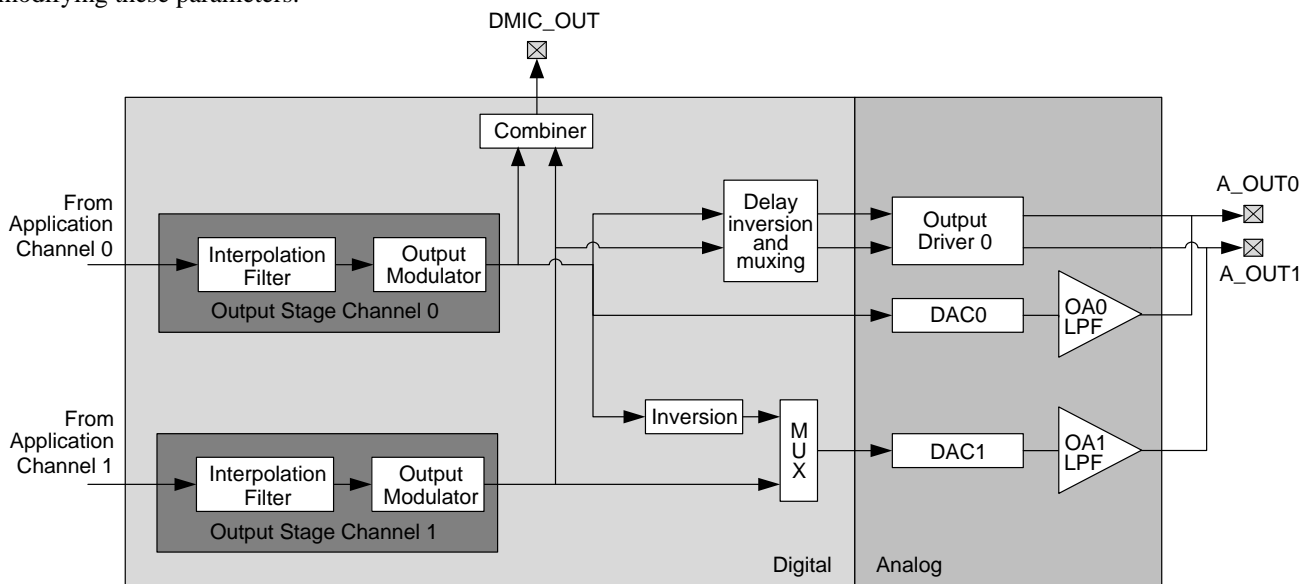 modifying these parameters.
DMIC_OUT
Combiner
From
Application
Channel 0
Interpolation
Filter
Output
Modulator
Output Stage Channel 0
Delay
inversion
and
muxing
Output
Driver 0
A_OUT0
A_OUT1
DAC0
OA0
LPF
From
Application
Channel 1
Interpolation
Filter
Output
Modulator
Output Stage Channel 1
Inversion
M
U
X
DAC1
OA1
LPF
Digital
Analog